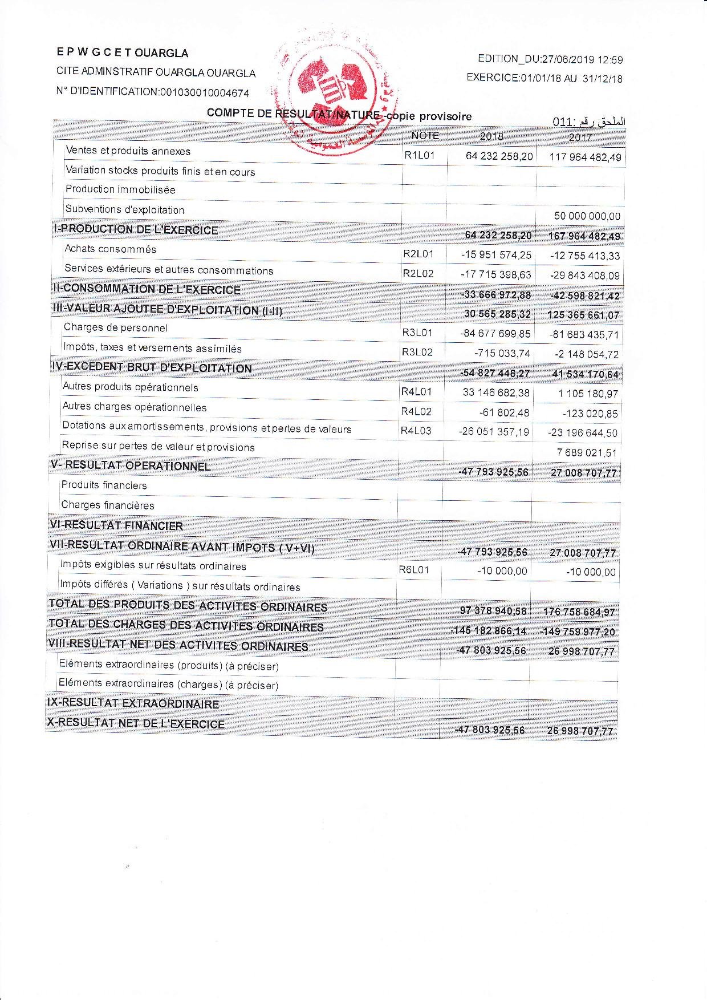 E P W G C E T OUARGLA
EDITION_DU:27/06/2019 12:59
CITE ADMINSTRATIF OUARGLA OUARGLA
EXERCICE:01/01/18 AU 31/12/18
N° D'IDENTIFICATION:001030010004674
COMPTE DE RESULTAT/NATURE -copie provisoire
الملحق رقم :011
NOTE 2018 2017
Ventes et produits annexes R1L01 64 232 258,20 117 964 482,49
Variation stocks produits finis et en cours
Production immobilisée
Subventions d'exploitation 50 000 000,00
I-PRODUCTION DE L'EXERCICE 64 232 258,20 167 964 482,49
Achats consommés R2L01 -15 951 574,25 -12 755 413,33
Services extérieurs et autres consommations R2L02 -17 715 398,63 -29 843 408,09
II-CONSOMMATION DE L'EXERCICE -33 666 972,88 -42 598 821,42
III-VALEUR AJOUTEE D'EXPLOITATION (I-II) 30 565 285,32 125 365 661,07
Charges de personnel R3L01 -84 677 699,85 -81 683 435,71
Impôts, taxes et versements assimilés R3L02 -715 033,74 -2 148 054,72
IV-EXCEDENT BRUT D'EXPLOITATION -54 827 448,27 41 534 170,64
Autres produits opérationnels R4L01 33 146 682,38 1 105 180,97
Autres charges opérationnelles R4L02 -61 802,48 -123 020,85
Dotations aux amortissements, provisions et pertes de valeurs R4L03 -26 051 357,19 -23 196 644,50
Reprise sur pertes de valeur et provisions 7 689 021,51
V- RESULTAT OPERATIONNEL -47 793 925,56 27 008 707,77
Produits financiers
Charges financières
VI-RESULTAT FINANCIER
VII-RESULTAT ORDINAIRE AVANT IMPOTS ( V+VI) -47 793 925,56 27 008 707,77
Impôts exigibles sur résultats ordinaires R6L01 -10 000,00 -10 000,00
Impôts différés ( Variations ) sur résultats ordinaires
TOTAL DES PRODUITS DES ACTIVITES ORDINAIRES 97 378 940,58 176 758 684,97
TOTAL DES CHARGES DES ACTIVITES ORDINAIRES -145 182 866,14 -149 759 977,20
VIII-RESULTAT NET DES ACTIVITES ORDINAIRES -47 803 925,56 26 998 707,77
Eléments extraordinaires (produits) (à préciser)
Eléments extraordinaires (charges) (à préciser)
IX-RESULTAT EXTRAORDINAIRE
X-RESULTAT NET DE L'EXERCICE -47 803 925,56 26 998 707,77